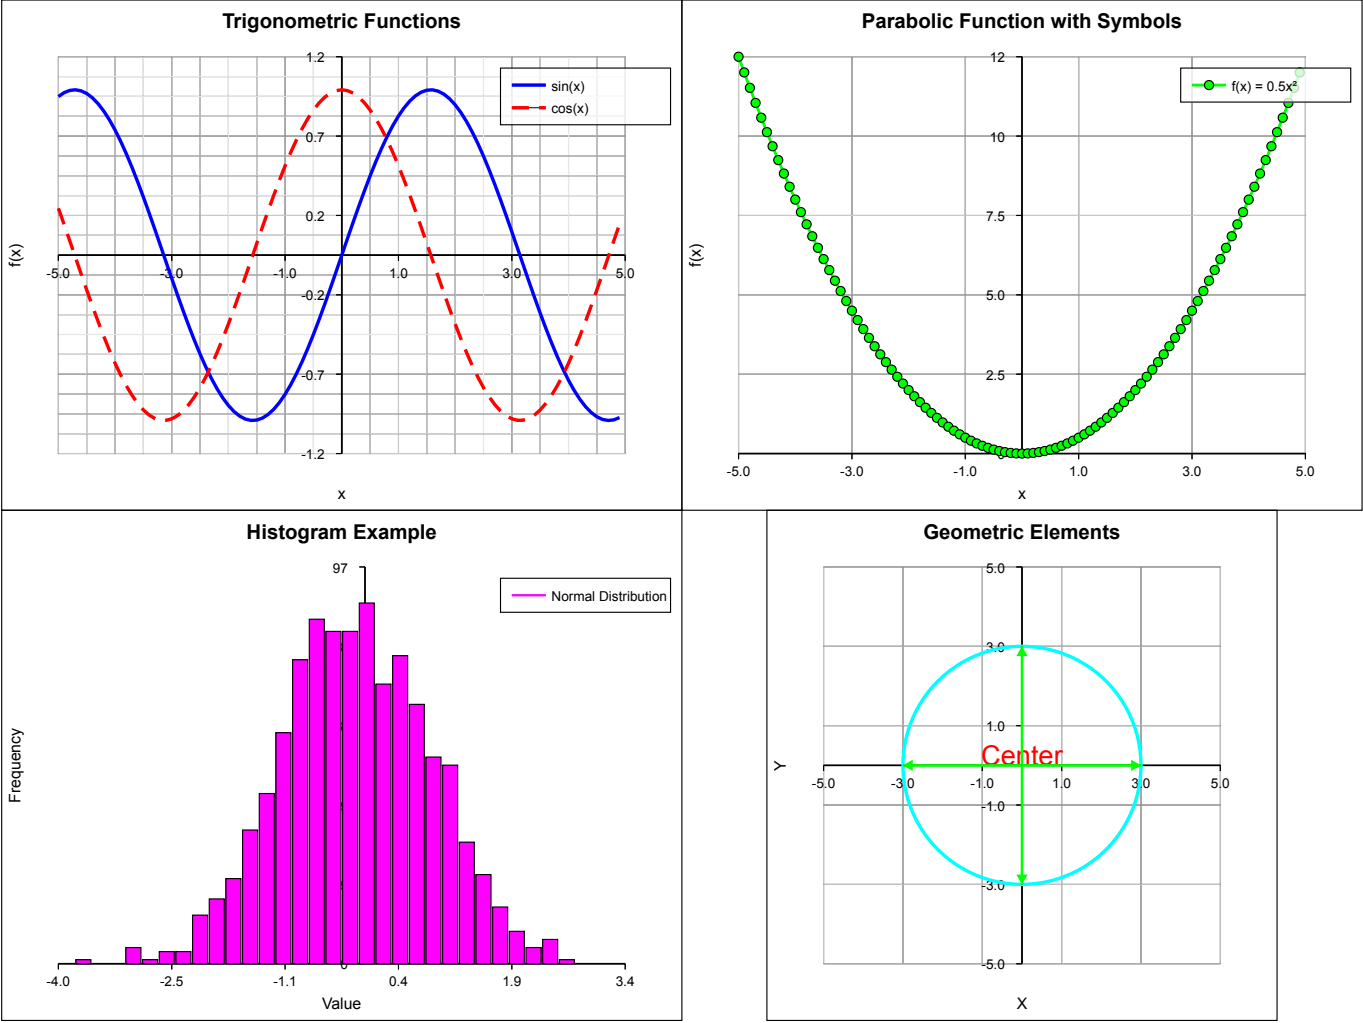 Trigonometric Functions
1.2
sin(x)
cos(x)
0.7
0.2
f(x)
-5.0 -3.0 -1.0 1.0 3.0 5.0
-0.2
-0.7
-1.2
x
Parabolic Function with Symbols
12
f(x) = 0.5x²
10
7.5
f(x)
5.0
2.5
-5.0 -3.0 -1.0 1.0 3.0 5.0
x
Histogram Example
97
Normal Distribution
Frequency
-4.0 -2.5 -1.1 0.4 1.9 3.4
Value
Geometric Elements
5.0
3.0
1.0
Center
Y
-5.0 -3.0 -1.0 1.0 3.0 5.0
-1.0
-3.0
-5.0
X